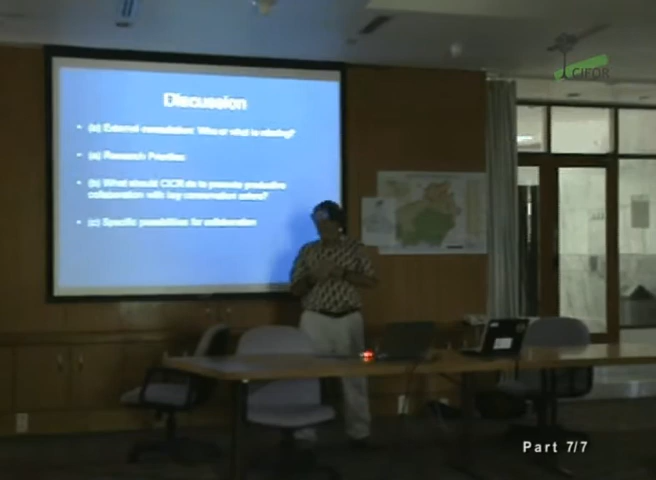 CIFOR
Discussion
• (a) External consultation: Who or what is missing?
• (a) Research Priorities
• (b) What should do to promote productive
collaboration with key conservation actors?
• (c) Specific possibilities for collaboration
Part 7/7